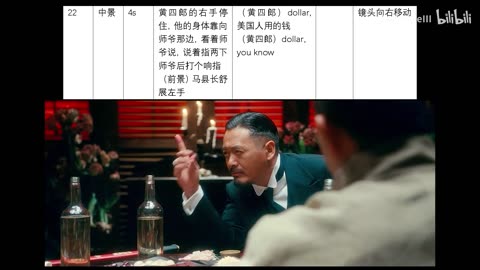 22
中景
4s
黄四郎的右手停
住，他的身体靠向
师爷那边，看着师
爷说，说着指两下
师爷后打个响指
（前景）马县长舒
展左手
（黄四郎）dollar,
美国人用的钱
（黄四郎）dollar,
you know
镜头向右移动
bilibili